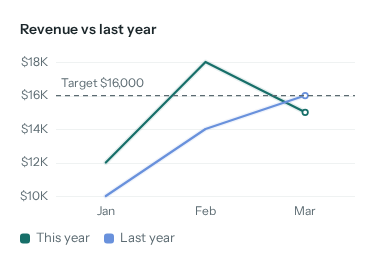 Revenue vs last year
$18K
Target $16,000
$16K
$14K
$12K
$10K
Jan Feb Mar
This year Last year